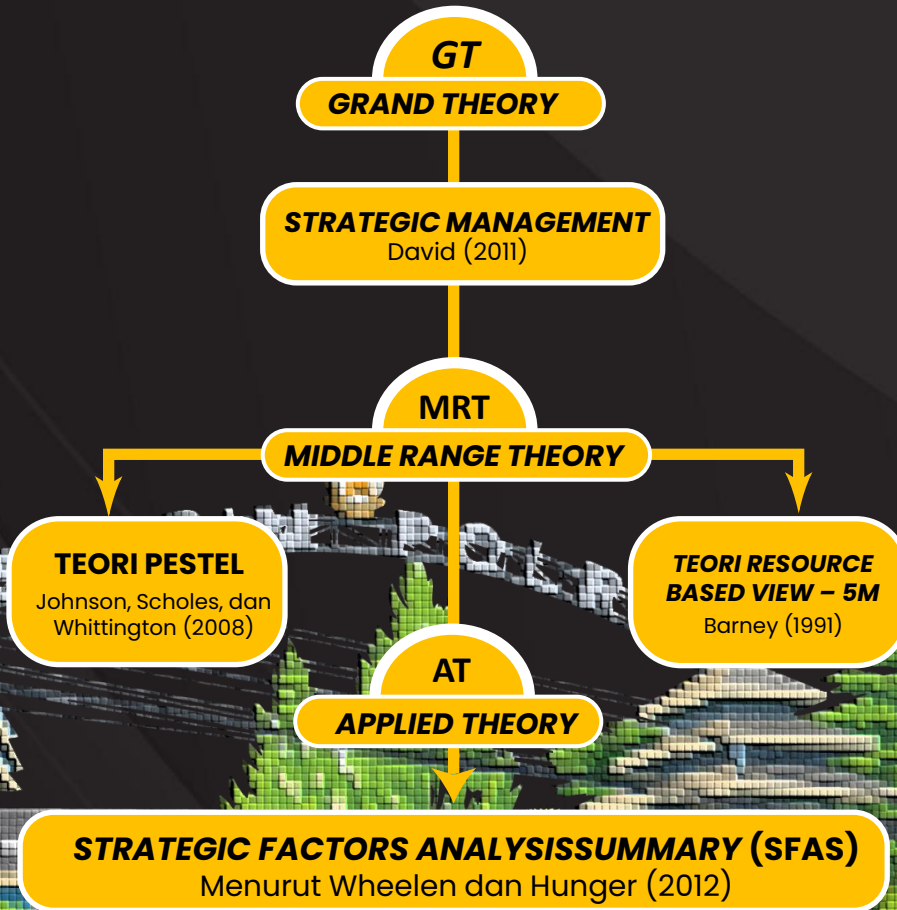 GT
GRAND THEORY
STRATEGIC MANAGEMENT
David (2011)
MRT
MIDDLE RANGE THEORY
TEORI PESTEL
Johnson, Scholes, dan
Whittington (2008)
TEORI RESOURCE
BASED VIEW – 5M
Barney (1991)
AT
APPLIED THEORY
STRATEGIC FACTORS ANALYSISSUMMARY (SFAS)
Menurut Wheelen dan Hunger (2012)